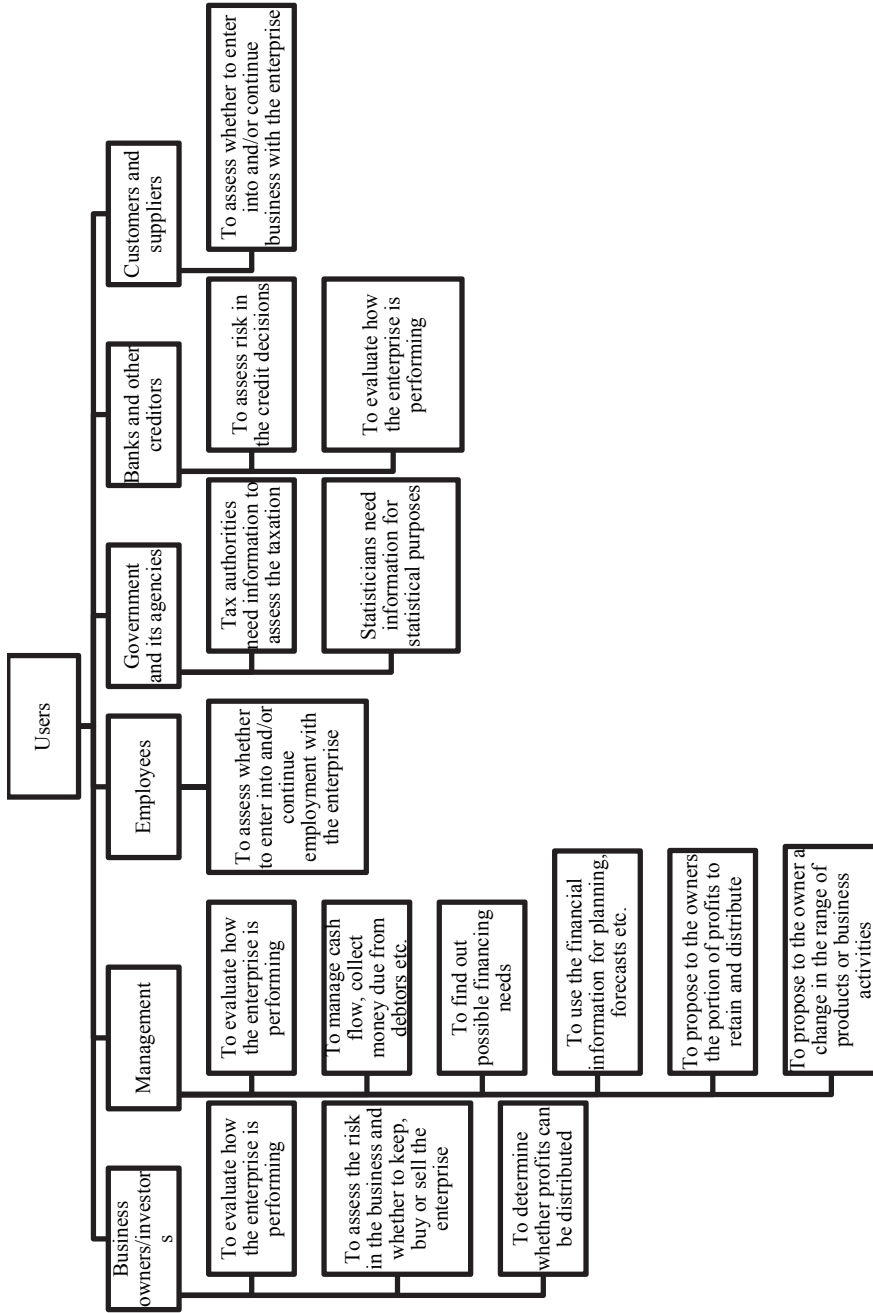 Users
Business
owners/investor
s
To evaluate how
the enterprise is
performing
To assess the risk
in the business and
whether to keep,
buy or sell the
enterprise
To determine
whether profits can
be distributed
Management
To evaluate how
the enterprise is
performing
To manage cash
flow, collect
money due from
debtors etc.
To find out
possible financing
needs
To use the financial
information for planning,
forecasts etc.
To propose to the owners
the portion of profits to
retain and distribute
To propose to the owner a
change in the range of
products or business
activities
Employees
To assess whether
to enter into and/or
continue
employment with
the enterprise
Government
and its agencies
Tax authorities
need information to
assess the taxation
Statisticians need
information for
statistical purposes
Banks and other
creditors
To assess risk in
the credit decisions
To evaluate how
the enterprise is
performing
Customers and
suppliers
To assess whether to enter
into and/or continue
business with the enterprise